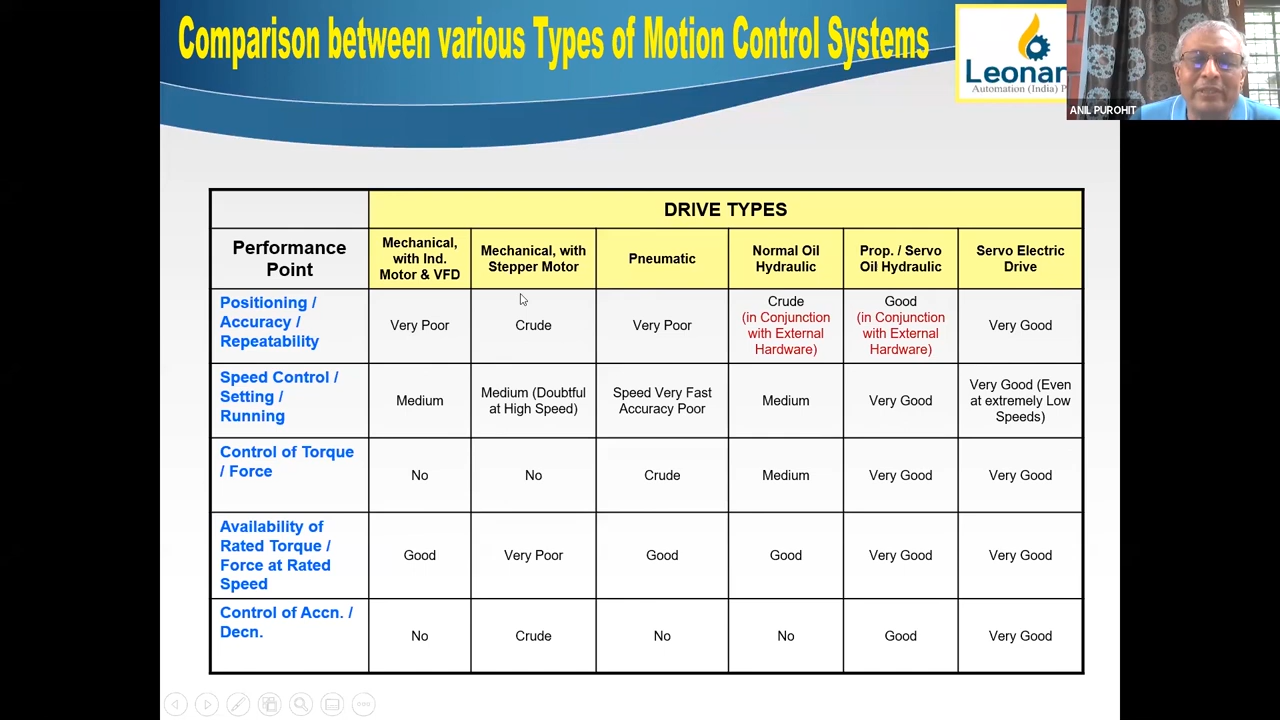 Comparison between various Types of Motion Control Systems
Leonar
Automation (India) P
ANIL PUROHIT
DRIVE TYPES
Performance
Point
Mechanical,
with Ind.
Motor & VFD
Mechanical, with
Stepper Motor
Pneumatic
Normal Oil
Hydraulic
Prop. / Servo
Oil Hydraulic
Servo Electric
Drive
Positioning /
Accuracy /
Repeatability
Very Poor
Crude
Very Poor
Crude
(in Conjunction
with External
Hardware)
Good
(in Conjunction
with External
Hardware)
Very Good
Speed Control /
Setting /
Running
Medium
Medium (Doubtful
at High Speed)
Speed Very Fast
Accuracy Poor
Medium
Very Good
Very Good (Even
at extremely Low
Speeds)
Control of Torque
/ Force
No
No
Crude
Medium
Very Good
Very Good
Availability of
Rated Torque /
Force at Rated
Speed
Good
Very Poor
Good
Good
Very Good
Very Good
Control of Accn. /
Decn.
No
Crude
No
No
Good
Very Good